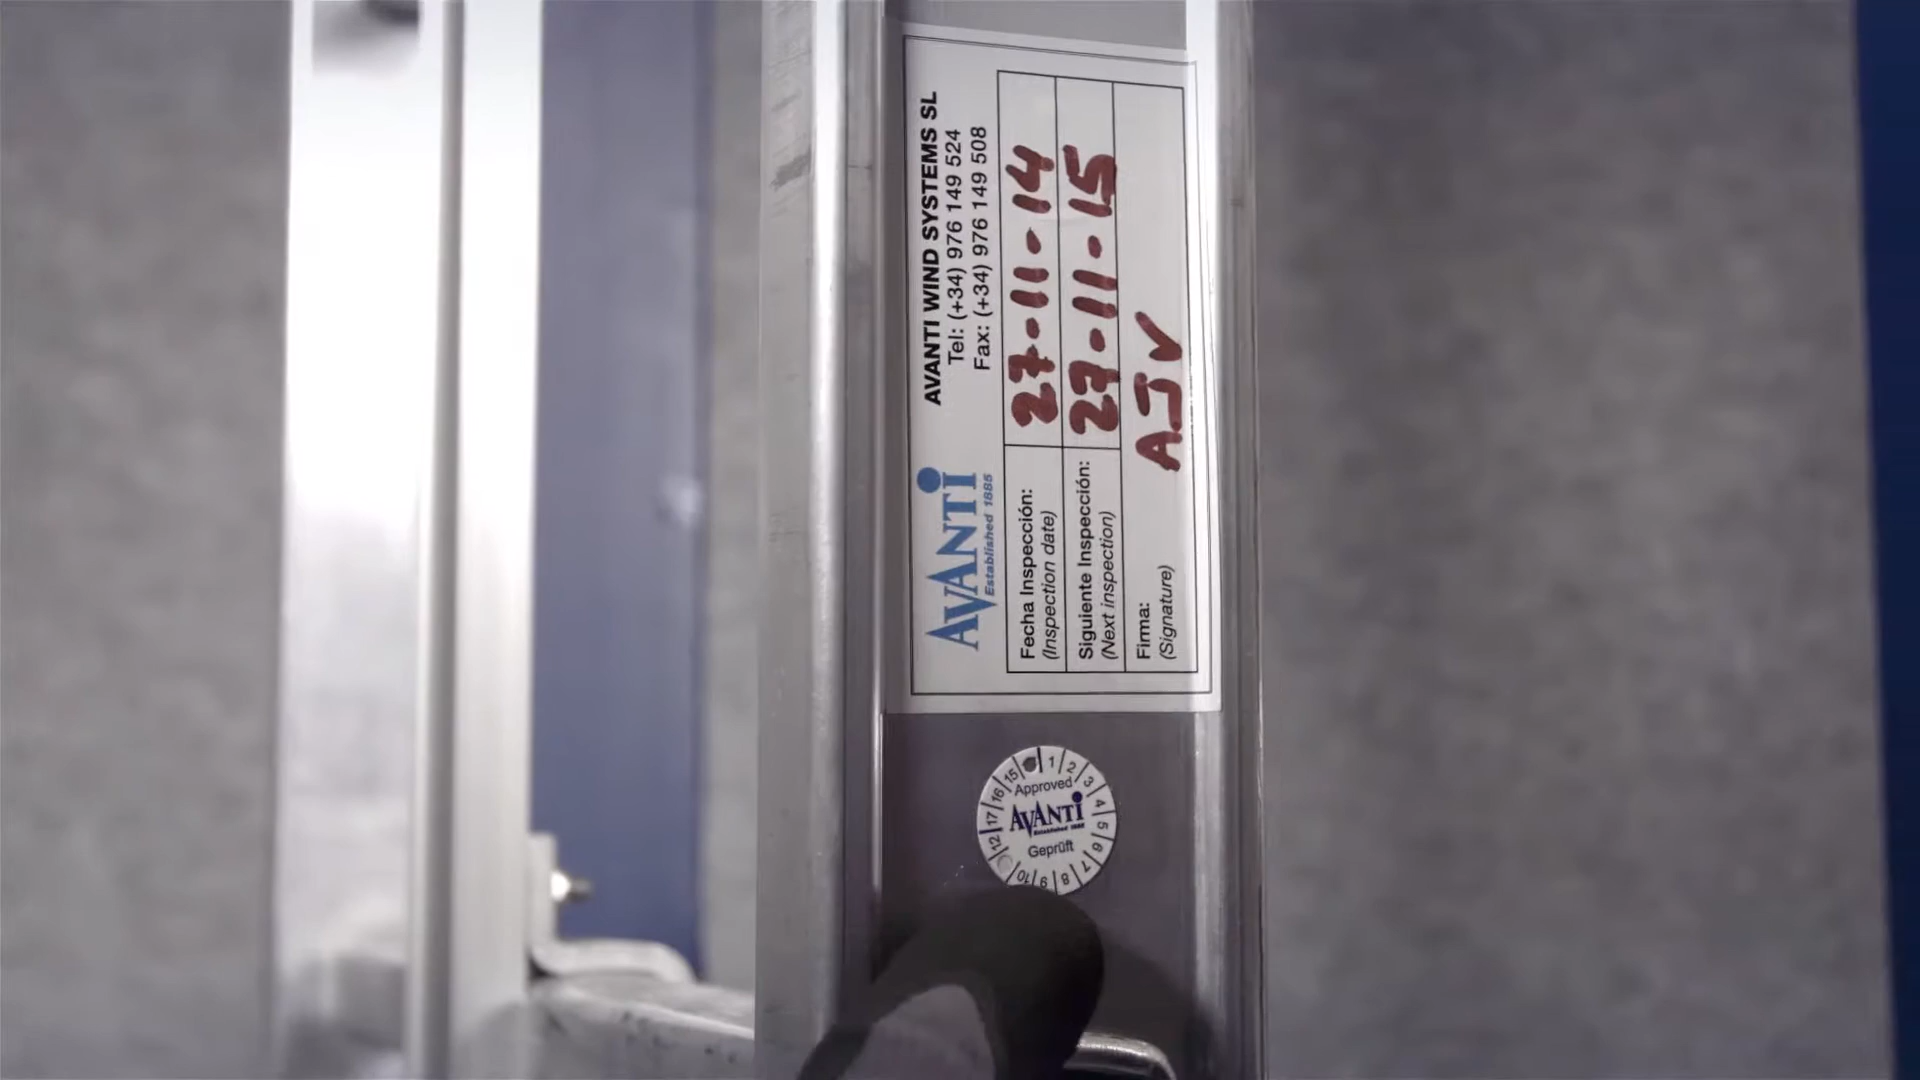 AVANTI
Established 1885
AVANTI WIND SYSTEMS SL
Tel: (+34) 976 149 524
Fax: (+34) 976 149 508
Fecha Inspección: 27-11-14
(Inspection date)
Siguiente Inspección: 27-11-15
(Next inspection)
Firma: AJV
(Signature)
15 1 2 3 4 5 6 7 8 9 10 12 17 16
Approved
AVANTI
Established 1885
Geprüft